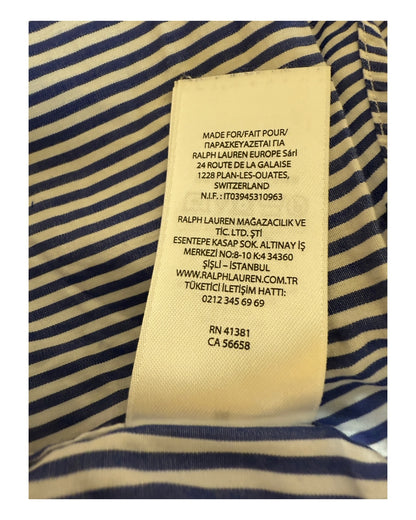 MADE FOR/FAIT POUR/
ΠΑΡΑΣΚΕΥΑΖΕΤΑΙ ΓΙΑ
RALPH LAUREN EUROPE Sárl
24 ROUTE DE LA GALAISE
1228 PLAN-LES-OUATES,
SWITZERLAND
N.I.F. : IT03945310963
RALPH LAUREN MAĞAZACILIK VE
TİC. LTD. ŞTİ
ESENTEPE KASAP SOK. ALTINAY İŞ
MERKEZİ NO:8-10 K:4 34360
ŞİŞLİ – İSTANBUL
WWW.RALPHLAUREN.COM.TR
TÜKETİCİ İLETİŞİM HATTI:
0212 345 69 69
RN 41381
CA 56658